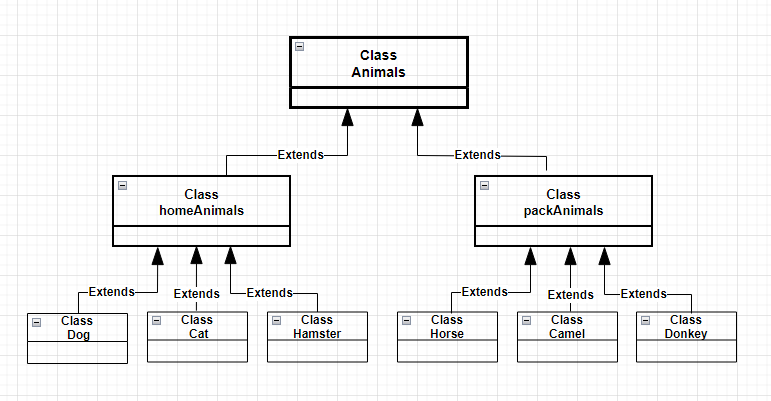 Class
Animals
Extends
Extends
Class
homeAnimals
Class
packAnimals
Extends
Extends
Extends
Extends
Extends
Extends
Class
Dog
Class
Cat
Class
Hamster
Class
Horse
Class
Camel
Class
Donkey